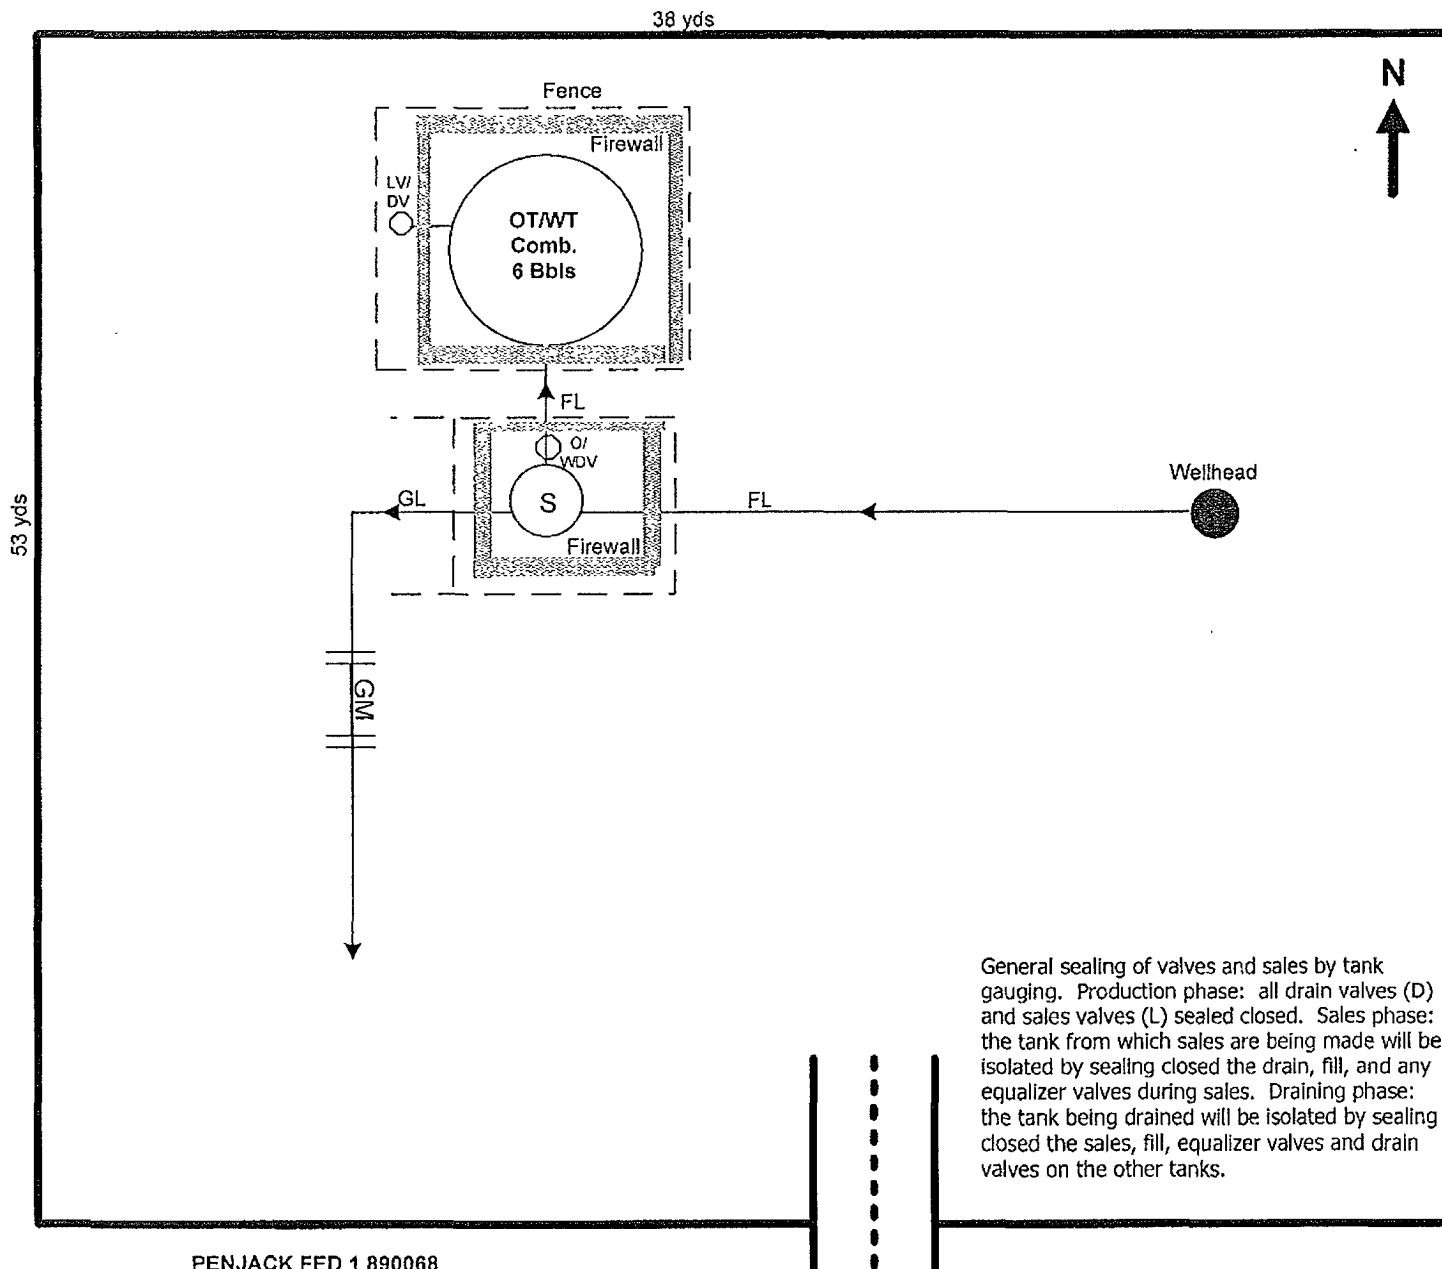 38 yds
N
Fence
Firewall
LV/
DV
OT/WT
Comb.
6 Bbls
FL
O/
WDV
Wellhead
GL
S
FL
53 yds
Firewall
GM
General sealing of valves and sales by tank
gauging. Production phase: all drain valves (D)
and sales valves (L) sealed closed. Sales phase:
the tank from which sales are being made will be
isolated by sealing closed the drain, fill, and any
equalizer valves during sales. Draining phase:
the tank being drained will be isolated by sealing
closed the sales, fill, equalizer valves and drain
valves on the other tanks.
PENJACK FED 1 890068